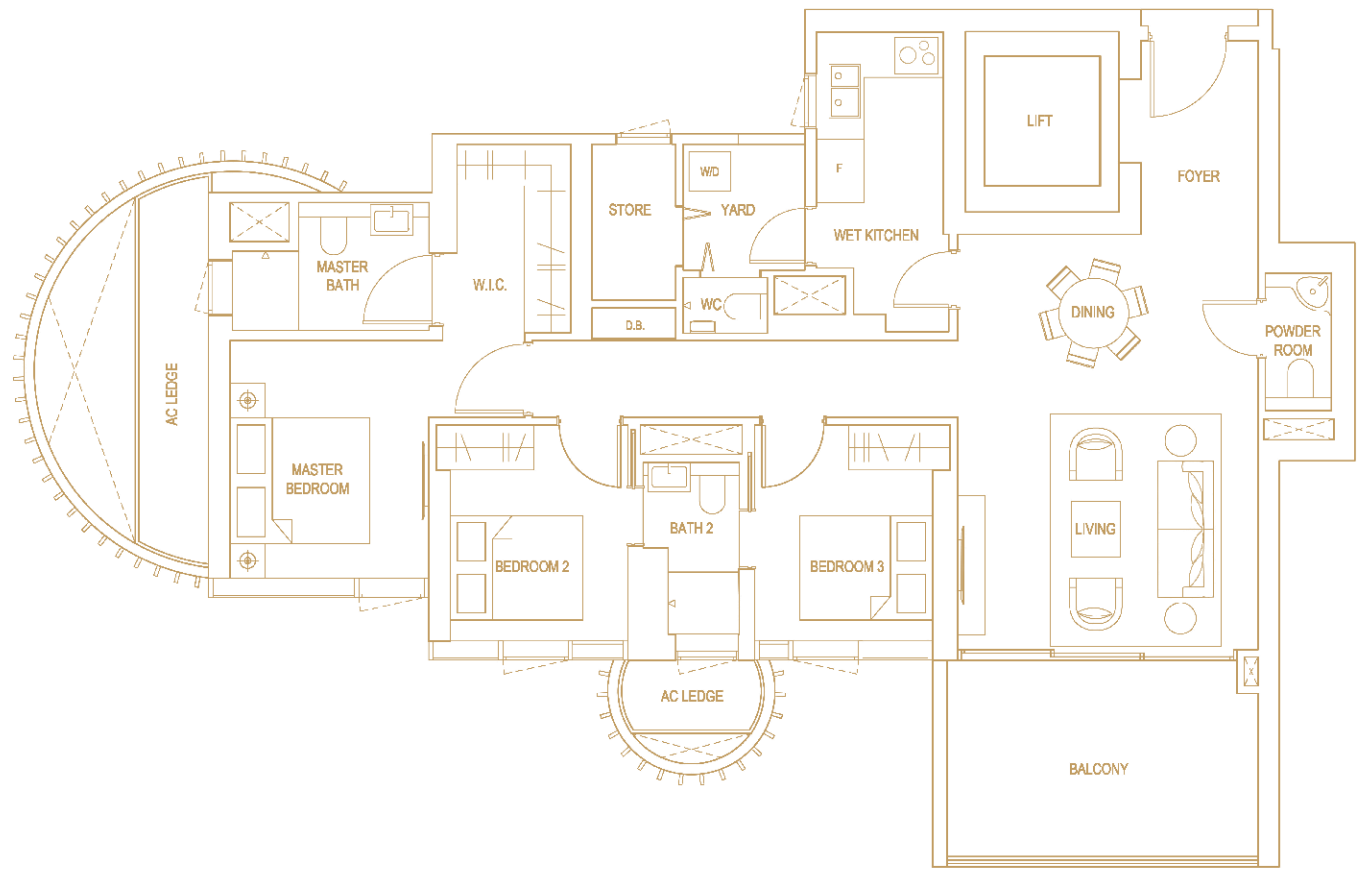 LIFT
FOYER
W/D
F
STORE
YARD
WET KITCHEN
MASTER
BATH
W.I.C.
WC
D.B.
DINING
POWDER
ROOM
AC LEDGE
MASTER
BEDROOM
BATH 2
LIVING
BEDROOM 2
BEDROOM 3
AC LEDGE
BALCONY